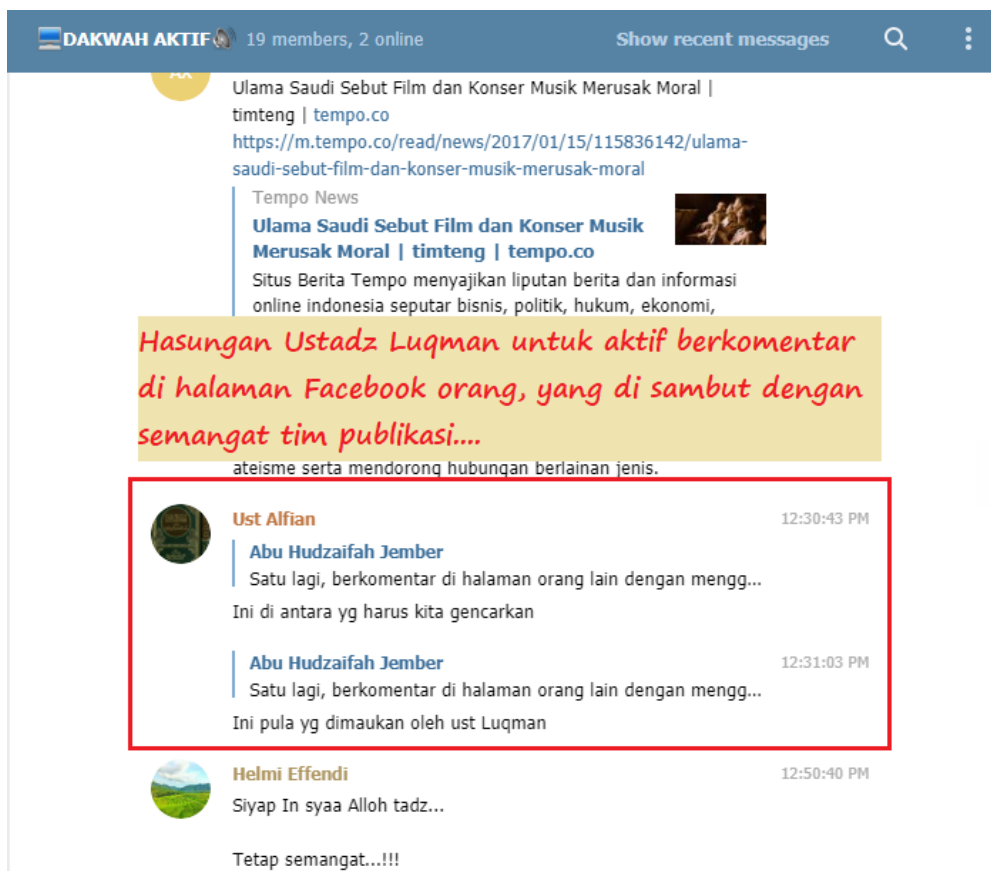 DAKWAH AKTIF 19 members, 2 online Show recent messages
AX
Ulama Saudi Sebut Film dan Konser Musik Merusak Moral |
timteng | tempo.co
https://m.tempo.co/read/news/2017/01/15/115836142/ulama-
saudi-sebut-film-dan-konser-musik-merusak-moral
Tempo News
Ulama Saudi Sebut Film dan Konser Musik
Merusak Moral | timteng | tempo.co
Situs Berita Tempo menyajikan liputan berita dan informasi
online indonesia seputar bisnis, politik, hukum, ekonomi,
Hasungan Ustadz Luqman untuk aktif berkomentar
di halaman Facebook orang, yang di sambut dengan
semangat tim publikasi....
ateisme serta mendorong hubungan berlainan jenis.
Ust Alfian 12:30:43 PM
Abu Hudzaifah Jember
Satu lagi, berkomentar di halaman orang lain dengan mengg...
Ini di antara yg harus kita gencarkan
Abu Hudzaifah Jember 12:31:03 PM
Satu lagi, berkomentar di halaman orang lain dengan mengg...
Ini pula yg dimaukan oleh ust Luqman
Helmi Effendi 12:50:40 PM
Siyap In syaa Alloh tadz...
Tetap semangat...!!!